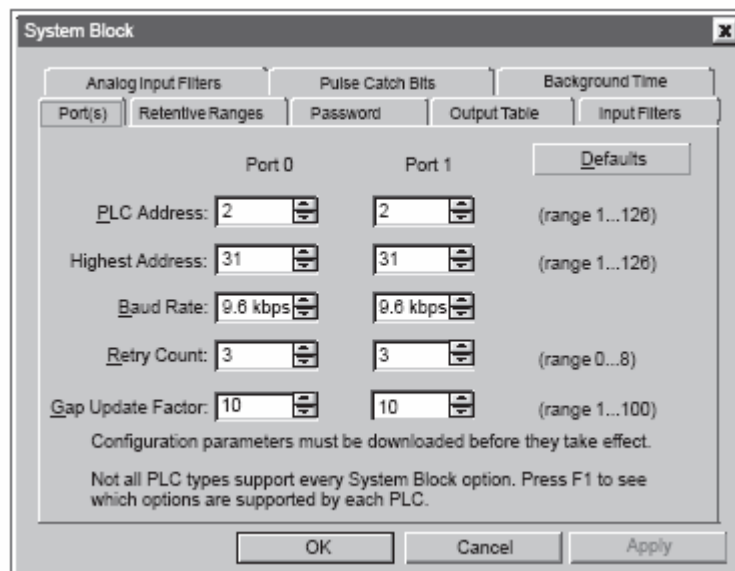 System Block
Analog Input Filters Pulse Catch Bits Background Time
Port(s) Retentive Ranges Password Output Table Input Filters
Port 0 Port 1 Defaults
PLC Address: 2 2 (range 1...126)
Highest Address: 31 31 (range 1...126)
Baud Rate: 9.6 kbps 9.6 kbps
Retry Count: 3 3 (range 0...8)
Gap Update Factor: 10 10 (range 1...100)
Configuration parameters must be downloaded before they take effect.
Not all PLC types support every System Block option. Press F1 to see
which options are supported by each PLC.
OK Cancel Apply